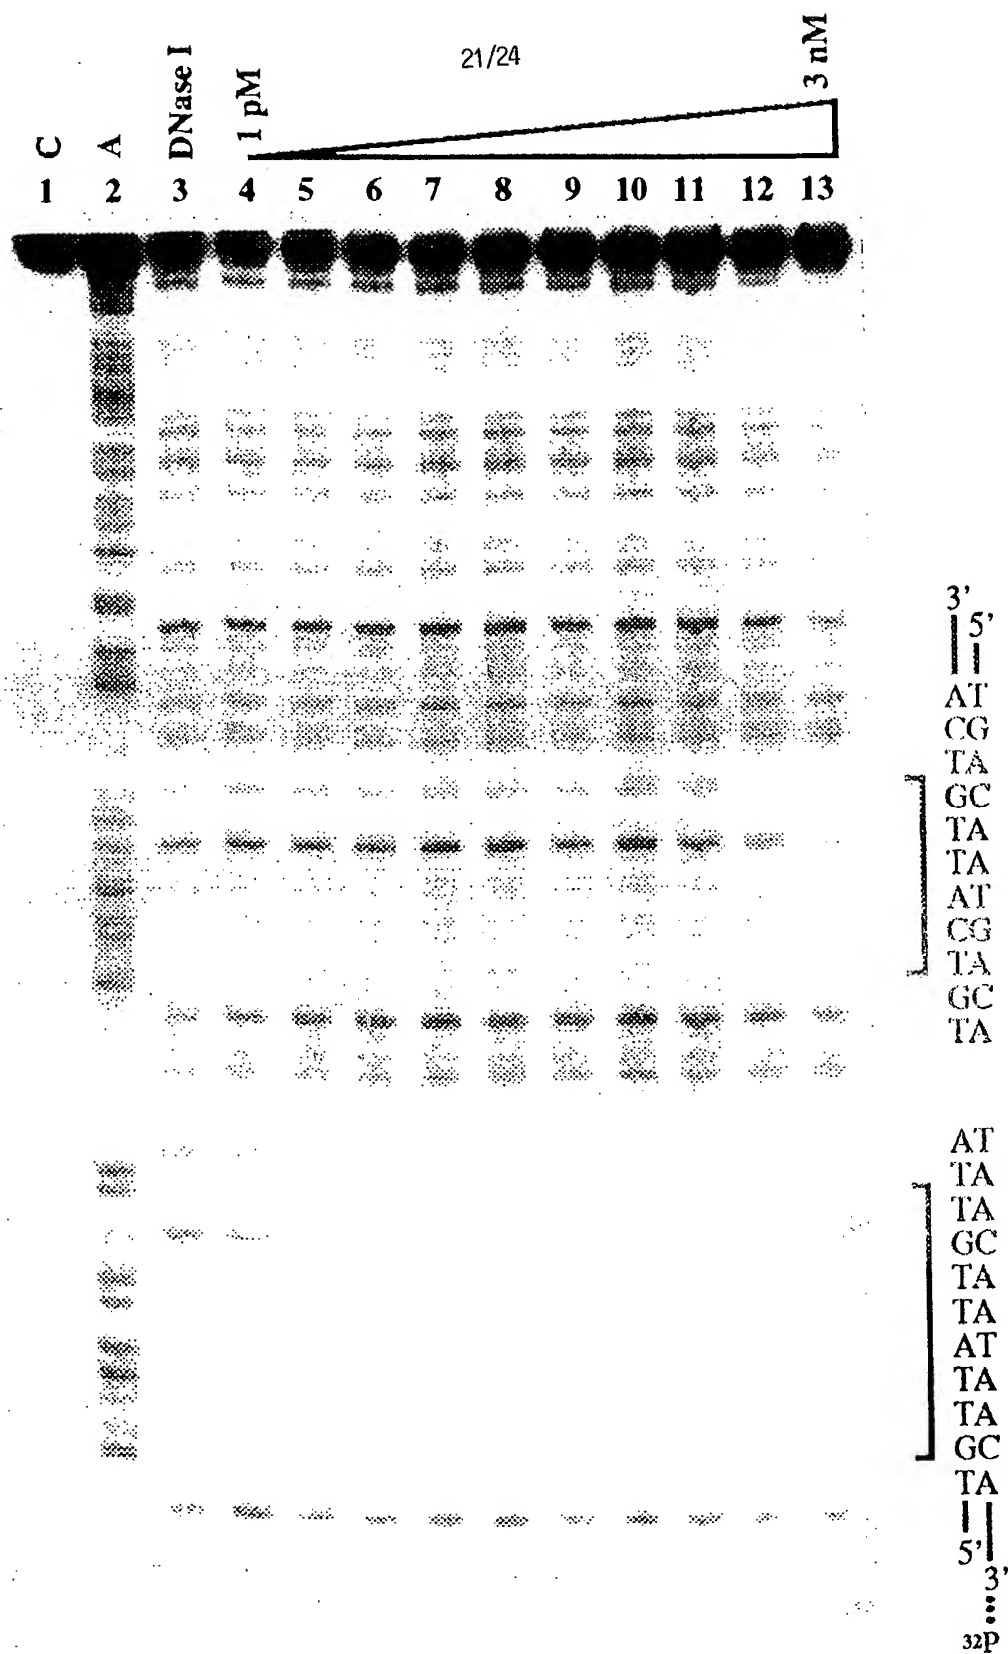 21/24
C
A
DNase I
1 pM
3 nM
1 2 3 4 5 6 7 8 9 10 11 12 13
3'
5'
AT
CG
TA
GC
TA
TA
AT
CG
TA
GC
TA
AT
TA
TA
GC
TA
TA
AT
TA
TA
GC
TA
5'
3'
32P